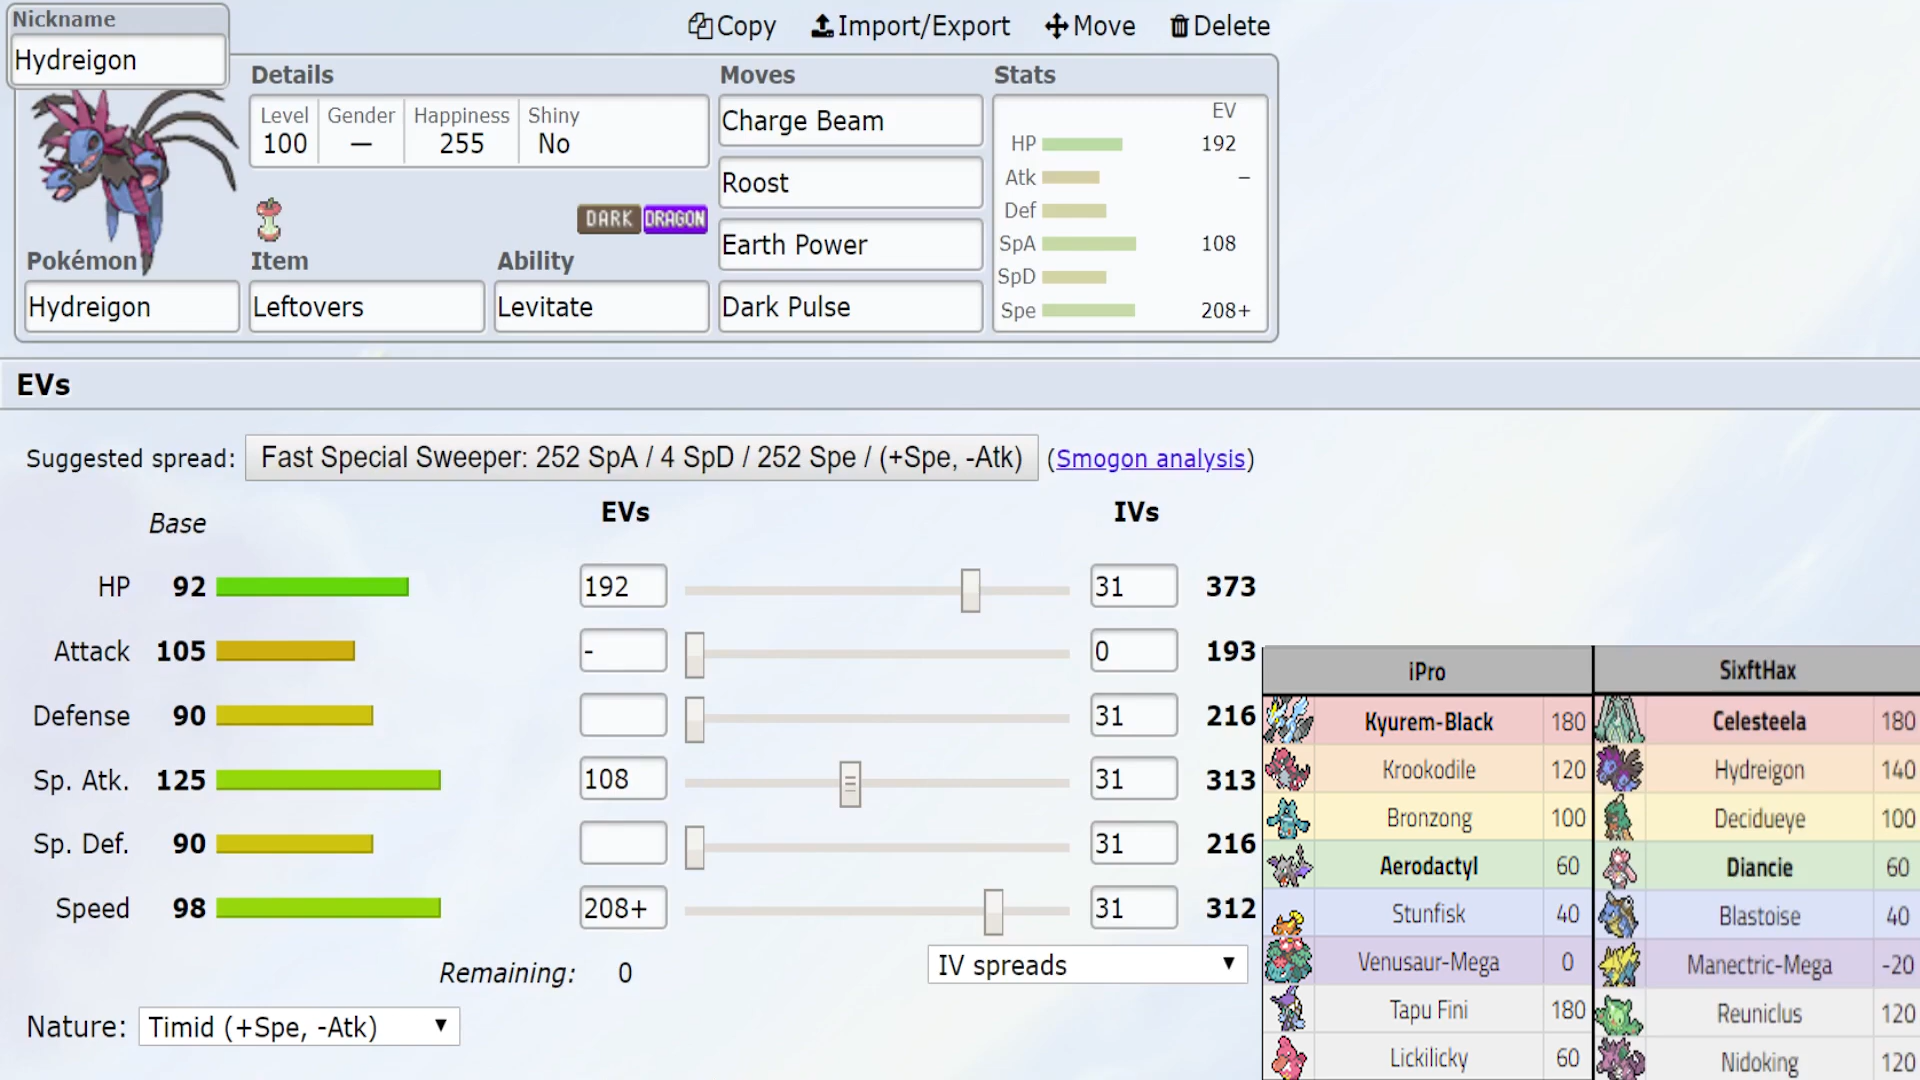 Nickname
Hydreigon
Copy Import/Export Move Delete
Details
Level Gender Happiness Shiny
100 — 255 No
DARK DRAGON
Pokémon Item Ability
Hydreigon Leftovers Levitate
Moves
Charge Beam
Roost
Earth Power
Dark Pulse
Stats
EV
HP 192
Atk –
Def
SpA 108
SpD
Spe 208+
EVs
Suggested spread: Fast Special Sweeper: 252 SpA / 4 SpD / 252 Spe / (+Spe, -Atk) (Smogon analysis)
Base EVs IVs
HP 92 192 31 373
Attack 105 - 0 193
Defense 90 31 216
Sp. Atk. 125 108 31 313
Sp. Def. 90 31 216
Speed 98 208+ 31 312
Remaining: 0 IV spreads
Nature: Timid (+Spe, -Atk)
iPro SixftHax
Kyurem-Black 180 Celesteela 180
Krookodile 120 Hydreigon 140
Bronzong 100 Decidueye 100
Aerodactyl 60 Diancie 60
Stunfisk 40 Blastoise 40
Venusaur-Mega 0 Manectric-Mega -20
Tapu Fini 180 Reuniclus 120
Lickilicky 60 Nidoking 120